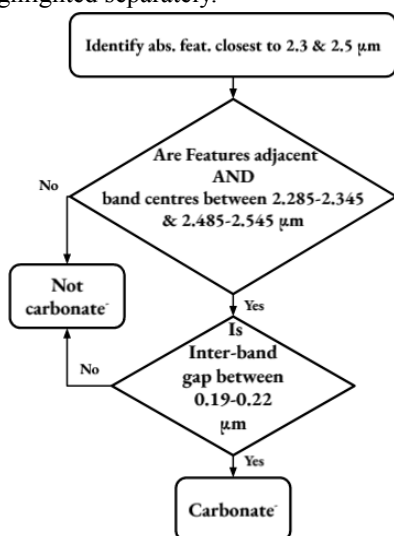 ghlighted separately.
Identify abs. feat. closest to 2.3 & 2.5 μm
Are Features adjacent
AND
band centres between 2.285-2.345
& 2.485-2.545 μm
No
Not
carbonate-
Yes
Is
Inter-band
gap between
0.19-0.22
μm
No
Yes
Carbonate-